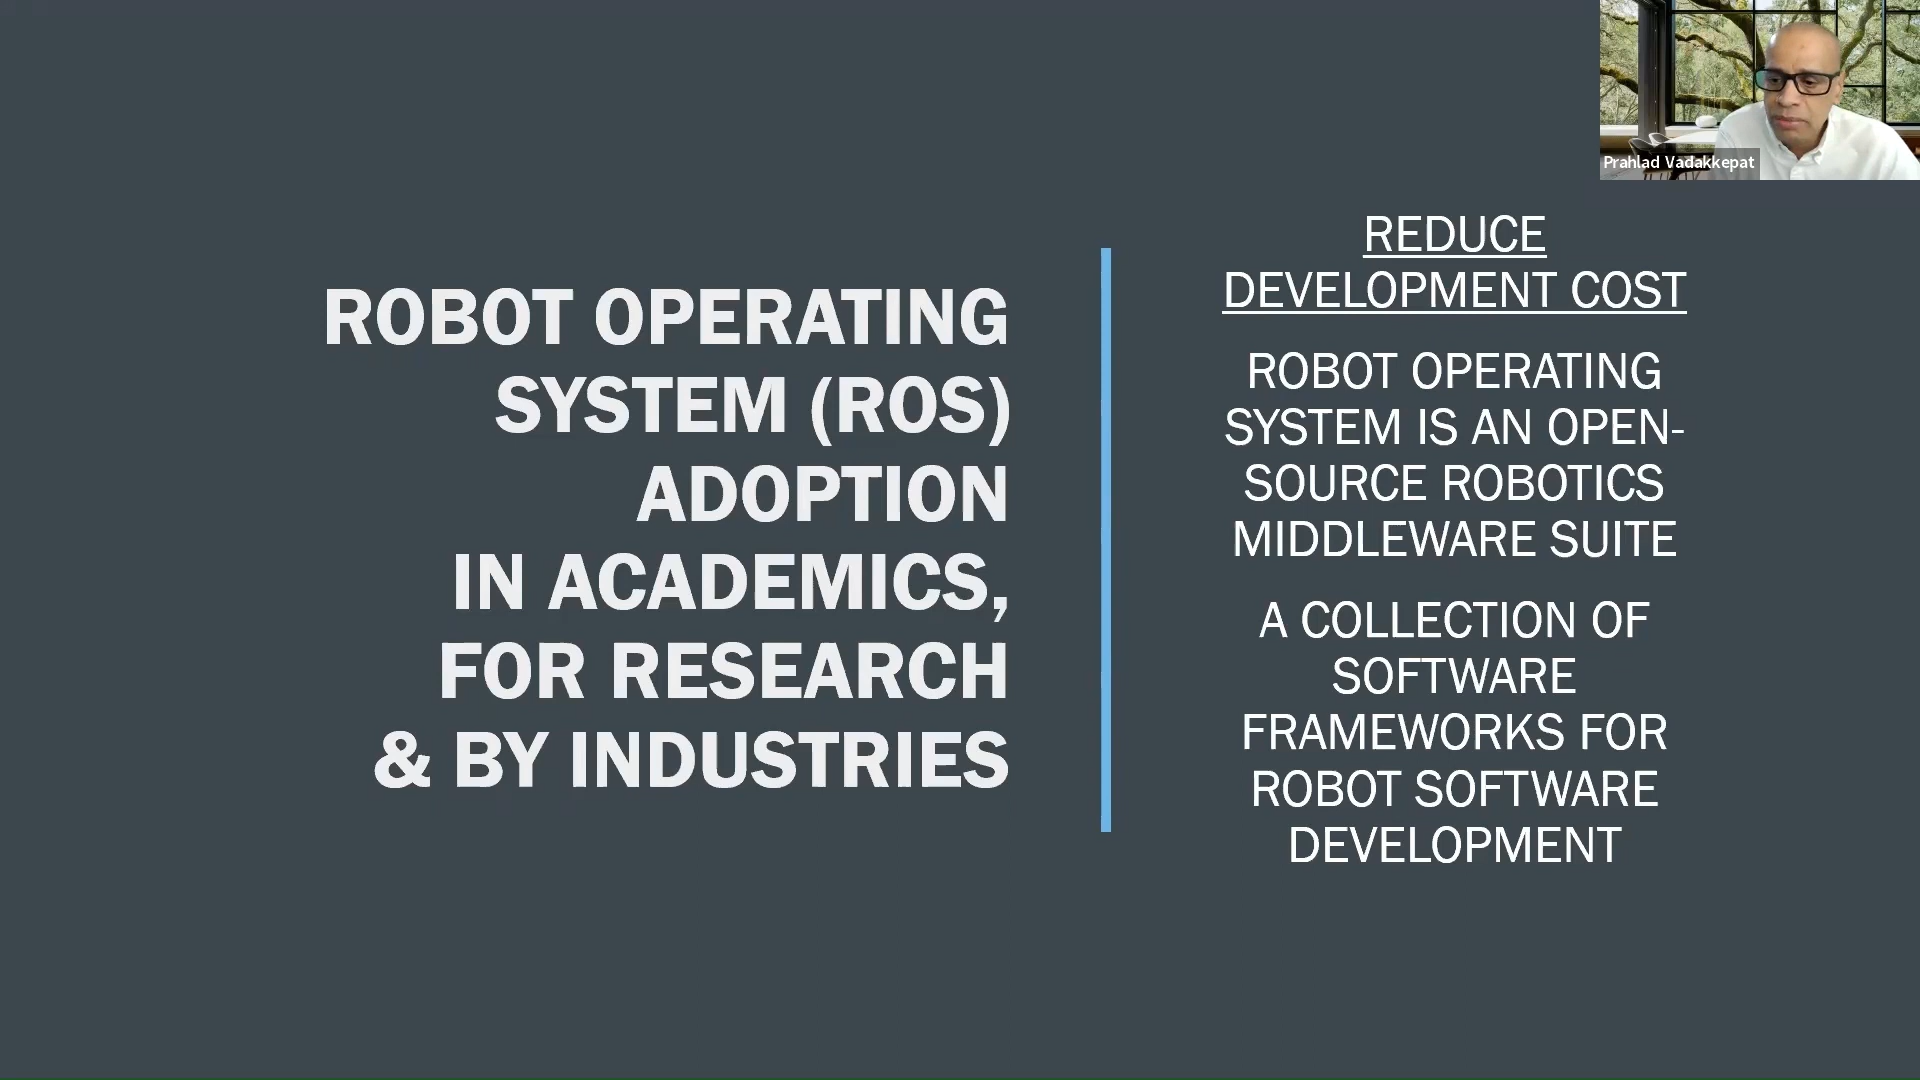 ROBOT OPERATING
SYSTEM (ROS)
ADOPTION
IN ACADEMICS,
FOR RESEARCH
& BY INDUSTRIES
REDUCE
DEVELOPMENT COST
ROBOT OPERATING
SYSTEM IS AN OPEN-
SOURCE ROBOTICS
MIDDLEWARE SUITE
A COLLECTION OF
SOFTWARE
FRAMEWORKS FOR
ROBOT SOFTWARE
DEVELOPMENT
Prahlad Vadakkepat